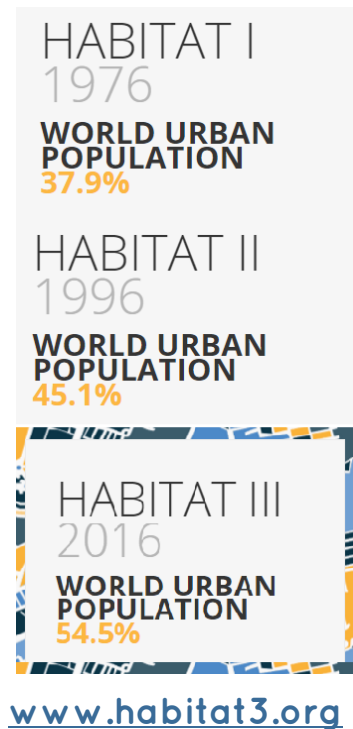 HABITAT I
1976
WORLD URBAN
POPULATION
37.9%
HABITAT II
1996
WORLD URBAN
POPULATION
45.1%
HABITAT III
2016
WORLD URBAN
POPULATION
54.5%
www.habitat3.org